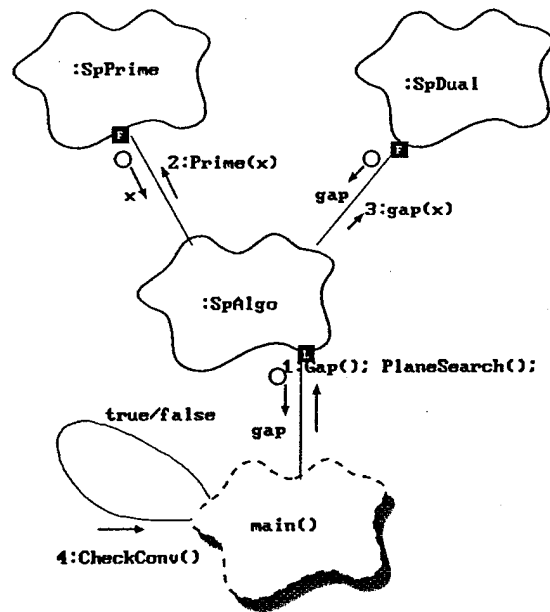 :SpPrime
:SpDual
F
F
2:Prime(x)
x
gap
3:gap(x)
:SpAlgo
L
1:Gap(); PlaneSearch();
true/false
gap
main()
4:CheckConv()